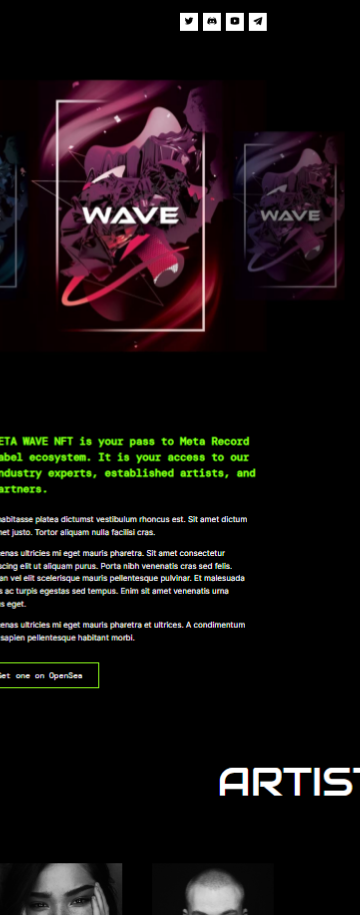 WAVE
WAVE
ETA WAVE NFT is your pass to Meta Record
abel ecosystem. It is your access to our
ndustry experts, established artists, and
artners.
habitasse platea dictumst vestibulum rhoncus est. Sit amet dictum
et justo. Tortor aliquam nulla facilisi cras.
enas ultricies mi eget mauris pharetra. Sit amet consectetur
scing elit ut aliquam purus. Porta nibh venenatis cras sed felis.
an vel elit scelerisque mauris pellentesque pulvinar. Et malesuada
s ac turpis egestas sed tempus. Enim sit amet venenatis urna
s eget.
enas ultricies mi eget mauris pharetra et ultrices. A condimentum
sapien pellentesque habitant morbi.
Get one on OpenSea
ARTIST